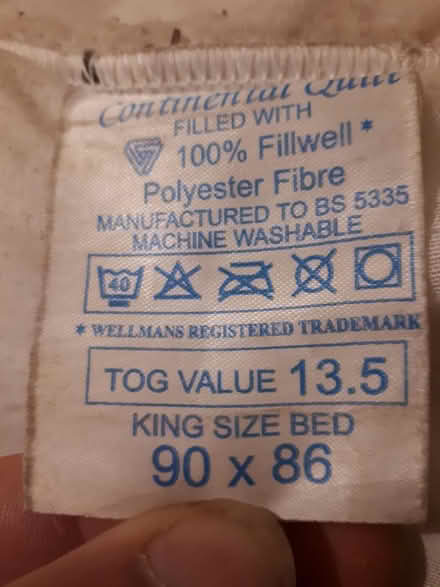 Continental Quilt
FILLED WITH
100% Fillwell *
Polyester Fibre
MANUFACTURED TO BS 5335
MACHINE WASHABLE
40
* WELLMANS REGISTERED TRADEMARK
TOG VALUE 13.5
KING SIZE BED
90 x 86